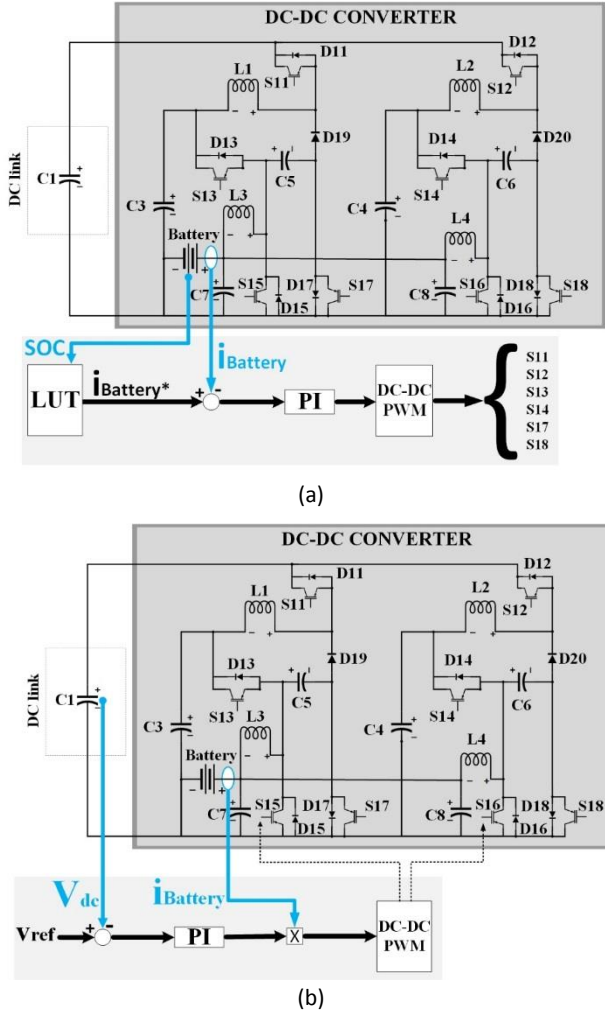 DC-DC CONVERTER
D11
D12
L1
S11
L2
S12
D13
D19
D14
D20
DC link
C1
C5
C6
S13
S14
C3
L3
C4
L4
Battery
S15
D17
S17
S16
D18
S18
C7
D15
C8
D16
SOC
iBattery
LUT
iBattery*
+
-
PI
DC-DC
PWM
S11
S12
S13
S14
S17
S18
(a)
DC-DC CONVERTER
D11
D12
L1
S11
L2
S12
D13
D19
D14
D20
DC link
C1
C5
C6
S13
S14
C3
L3
C4
L4
Battery
S15
D17
S17
S16
D18
S18
C7
D15
C8
D16
Vdc
iBattery
Vref
+
-
PI
X
DC-DC
PWM
(b)